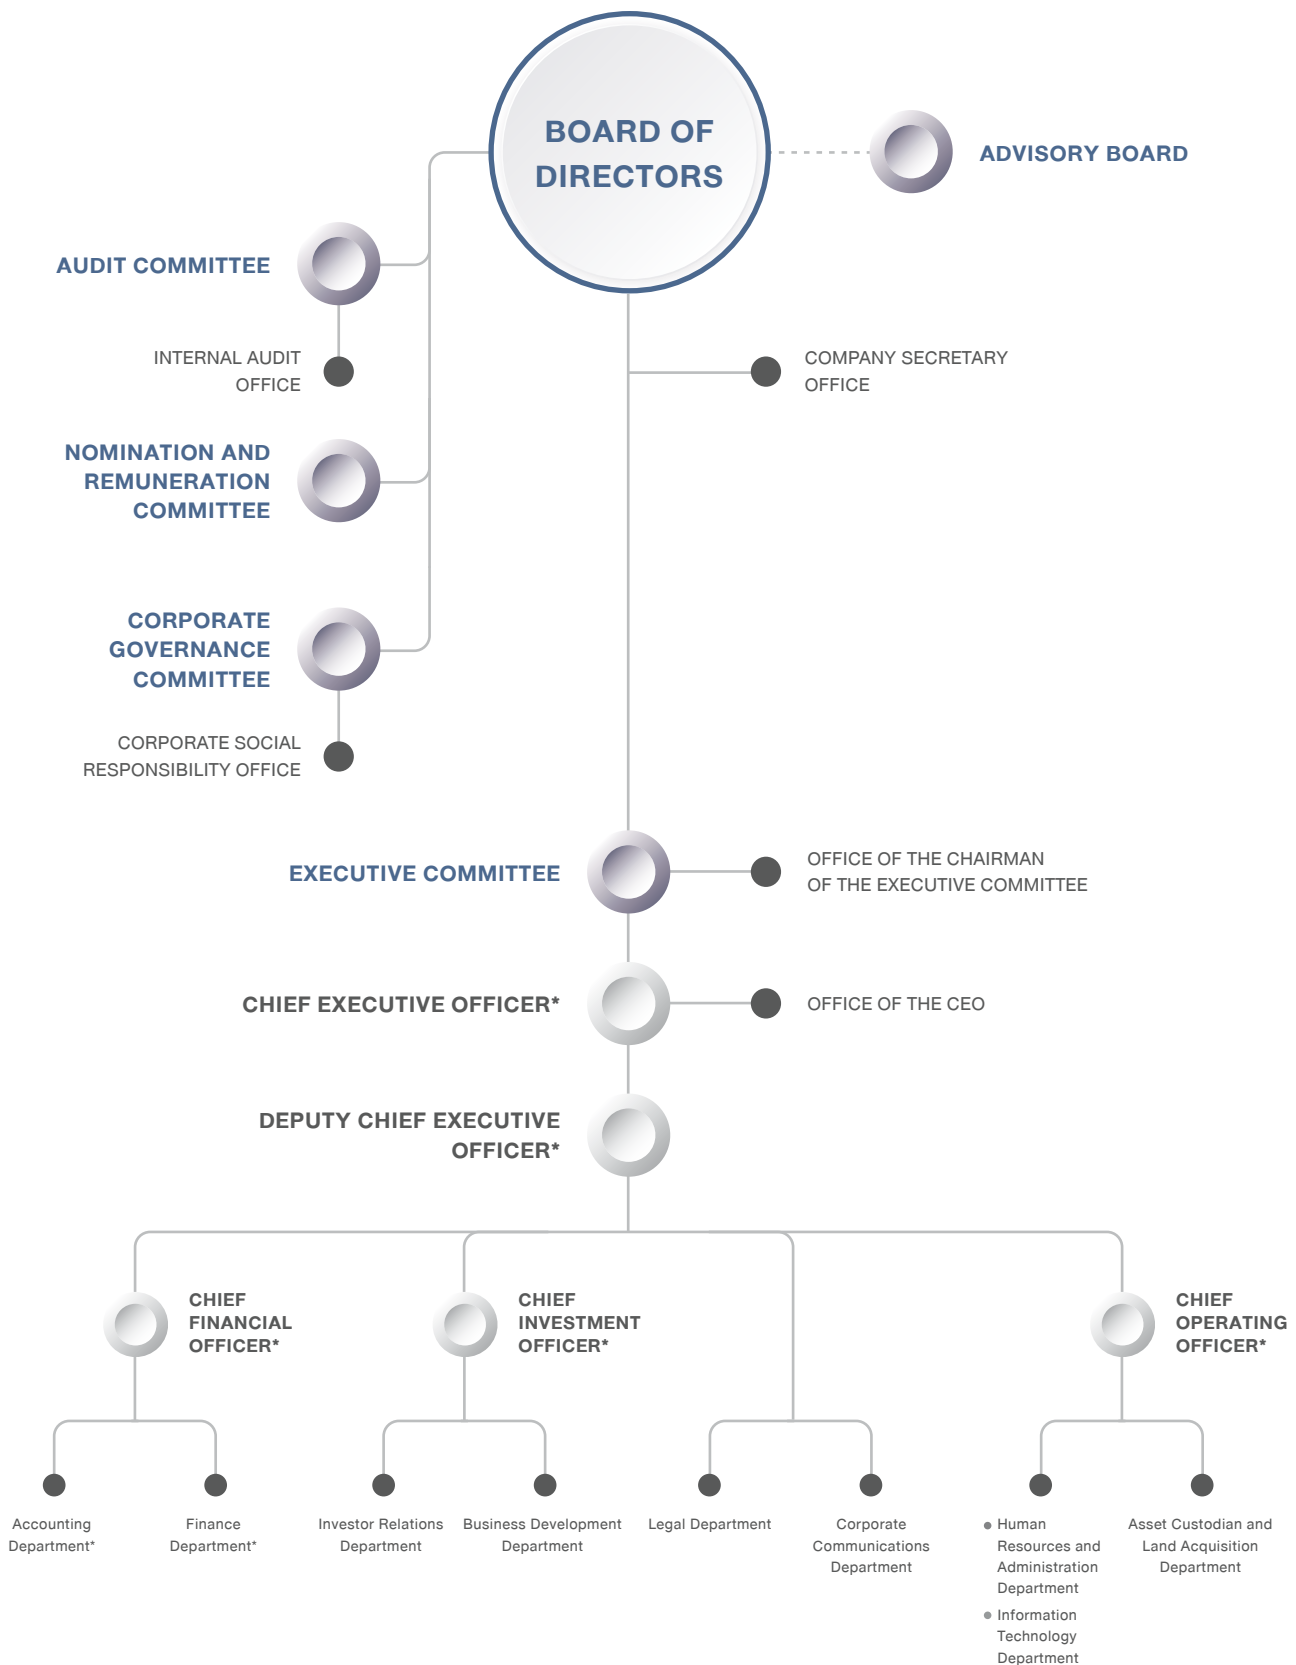 BOARD OF
DIRECTORS
ADVISORY BOARD
AUDIT COMMITTEE
INTERNAL AUDIT
OFFICE
COMPANY SECRETARY
OFFICE
NOMINATION AND
REMUNERATION
COMMITTEE
CORPORATE
GOVERNANCE
COMMITTEE
CORPORATE SOCIAL
RESPONSIBILITY OFFICE
EXECUTIVE COMMITTEE
OFFICE OF THE CHAIRMAN
OF THE EXECUTIVE COMMITTEE
CHIEF EXECUTIVE OFFICER*
OFFICE OF THE CEO
DEPUTY CHIEF EXECUTIVE
OFFICER*
CHIEF
FINANCIAL
OFFICER*
CHIEF
INVESTMENT
OFFICER*
CHIEF
OPERATING
OFFICER*
Accounting
Department*
Finance
Department*
Investor Relations
Department
Business Development
Department
Legal Department
Corporate
Communications
Department
• Human
Resources and
Administration
Department
• Information
Technology
Department
Asset Custodian and
Land Acquisition
Department